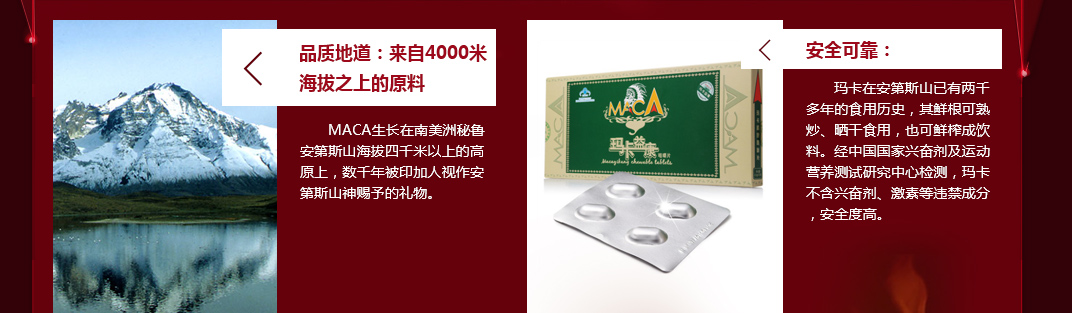 品质地道：来自4000米
海拔之上的原料
MACA生长在南美洲秘鲁
安第斯山海拔四千米以上的高
原上，数千年被印加人视作安
第斯山神赐予的礼物。
MACA
MACA
玛卡益康
咀嚼片
安全可靠：
玛卡在安第斯山已有两千
多年的食用历史，其鲜根可熟
炒、晒干食用，也可鲜榨成饮
料。经中国国家兴奋剂及运动
营养测试研究中心检测，玛卡
不含兴奋剂、激素等违禁成分
，安全度高。